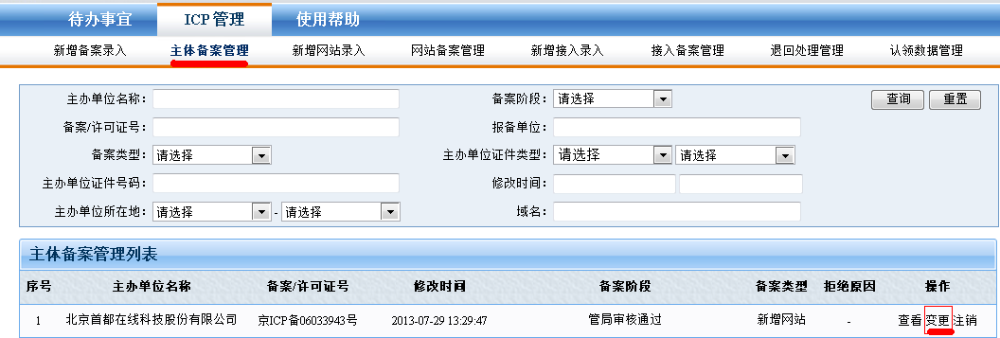 待办事宜 ICP管理 使用帮助
新增备案录入 主体备案管理 新增网站录入 网站备案管理 新增接入录入 接入备案管理 退回处理管理 认领数据管理
主办单位名称： 备案阶段： 请选择 查询 重置
备案/许可证号： 报备单位：
备案类型： 请选择 主办单位证件类型： 请选择 请选择
主办单位证件号码： 修改时间：
主办单位所在地： 请选择 - 请选择 域名：
主体备案管理列表
序号 主办单位名称 备案/许可证号 修改时间 备案阶段 备案类型 拒绝原因 操作
1 北京首都在线科技股份有限公司 京ICP备06033943号 2013-07-29 13:29:47 管局审核通过 新增网站 - 查看 变更 注销